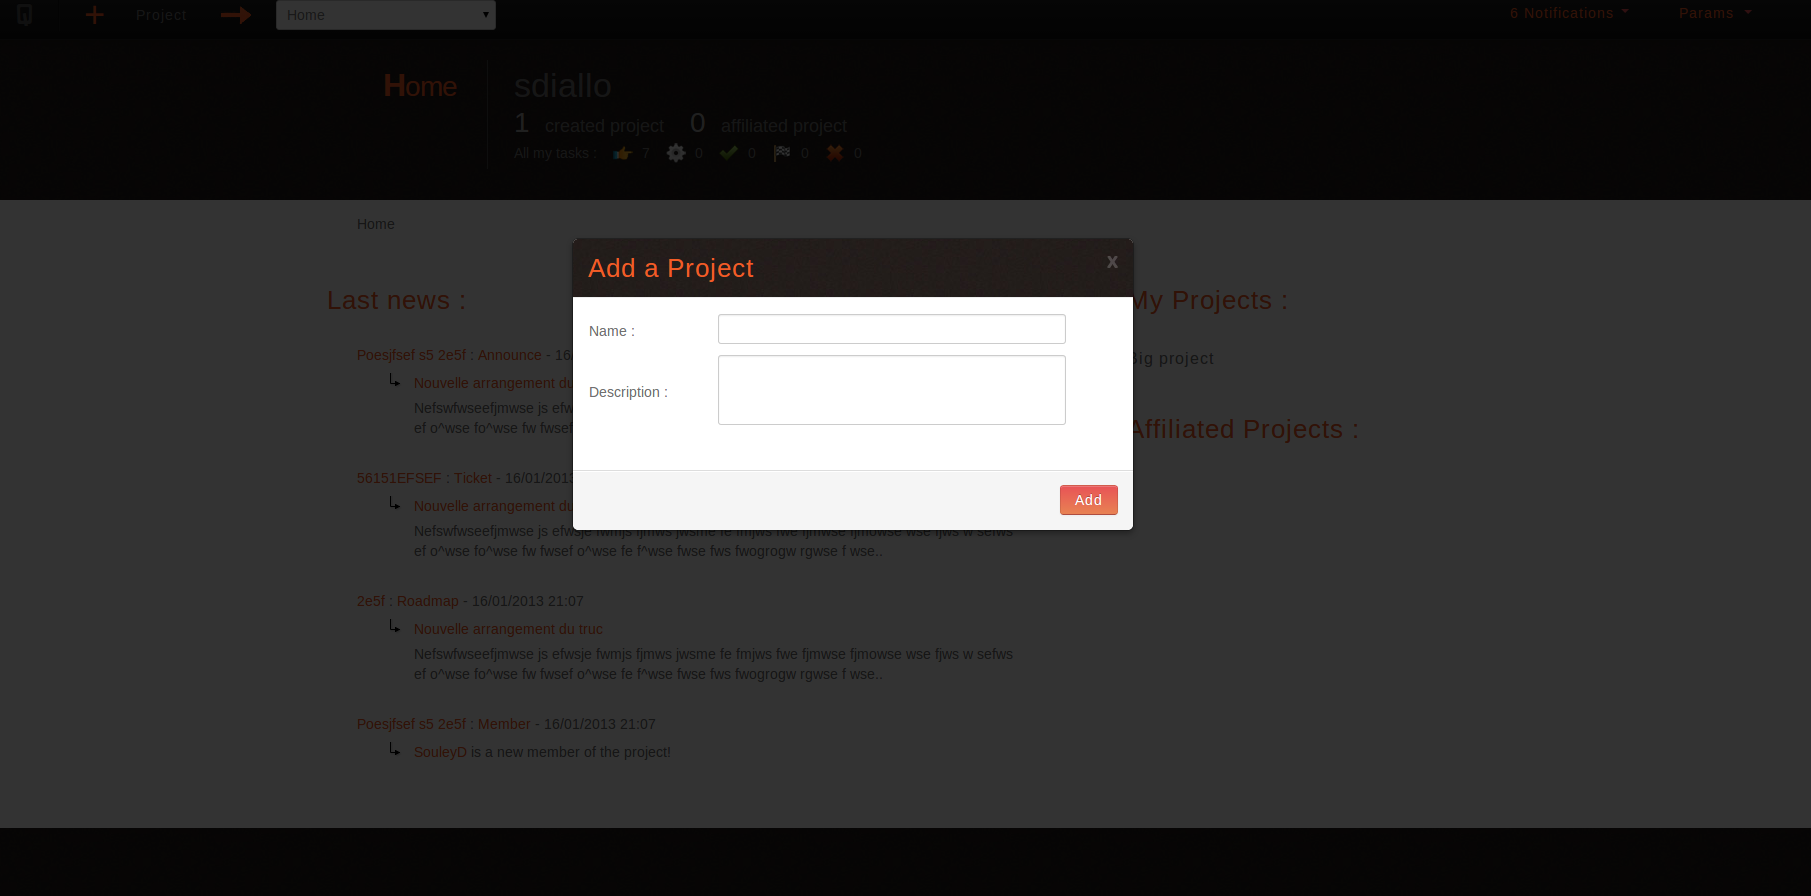 Project Home 6 Notifications Params
Home
sdiallo
1 created project 0 affiliated project
All my tasks : 7 0 0 0 0
Home
Add a Project x
Name :
Description :
Add
Last news :
Poesjfsef s5 2e5f : Announce - 16/
Nouvelle arrangement du
Nefswfwseefjmwse js efw
ef o^wse fo^wse fw fwsef
56151EFSEF : Ticket - 16/01/2013
Nouvelle arrangement du
Nefswfwseefjmwse js efwsje fwmjs fjmws jwsme fe fmjws fwe fjmwse fjmowse wse fjws w sefws
ef o^wse fo^wse fw fwsef o^wse fe f^wse fwse fws fwogrogw rgwse f wse..
2e5f : Roadmap - 16/01/2013 21:07
Nouvelle arrangement du truc
Nefswfwseefjmwse js efwsje fwmjs fjmws jwsme fe fmjws fwe fjmwse fjmowse wse fjws w sefws
ef o^wse fo^wse fw fwsef o^wse fe f^wse fwse fws fwogrogw rgwse f wse..
Poesjfsef s5 2e5f : Member - 16/01/2013 21:07
SouleyD is a new member of the project!
My Projects :
Big project
Affiliated Projects :